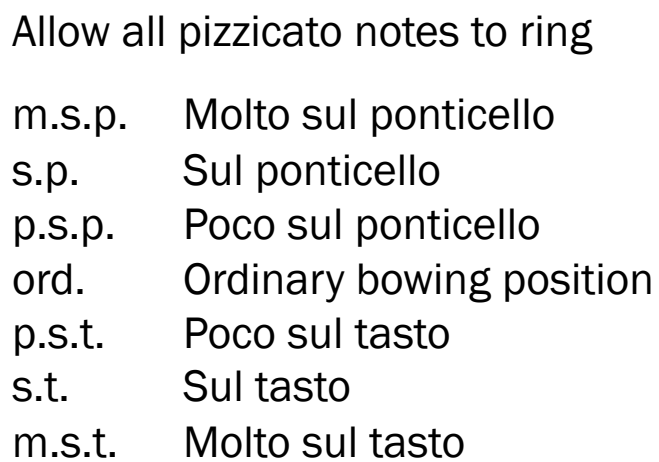 Allow all pizzicato notes to ring
m.s.p. Molto sul ponticello
s.p. Sul ponticello
p.s.p. Poco sul ponticello
ord. Ordinary bowing position
p.s.t. Poco sul tasto
s.t. Sul tasto
m.s.t. Molto sul tasto